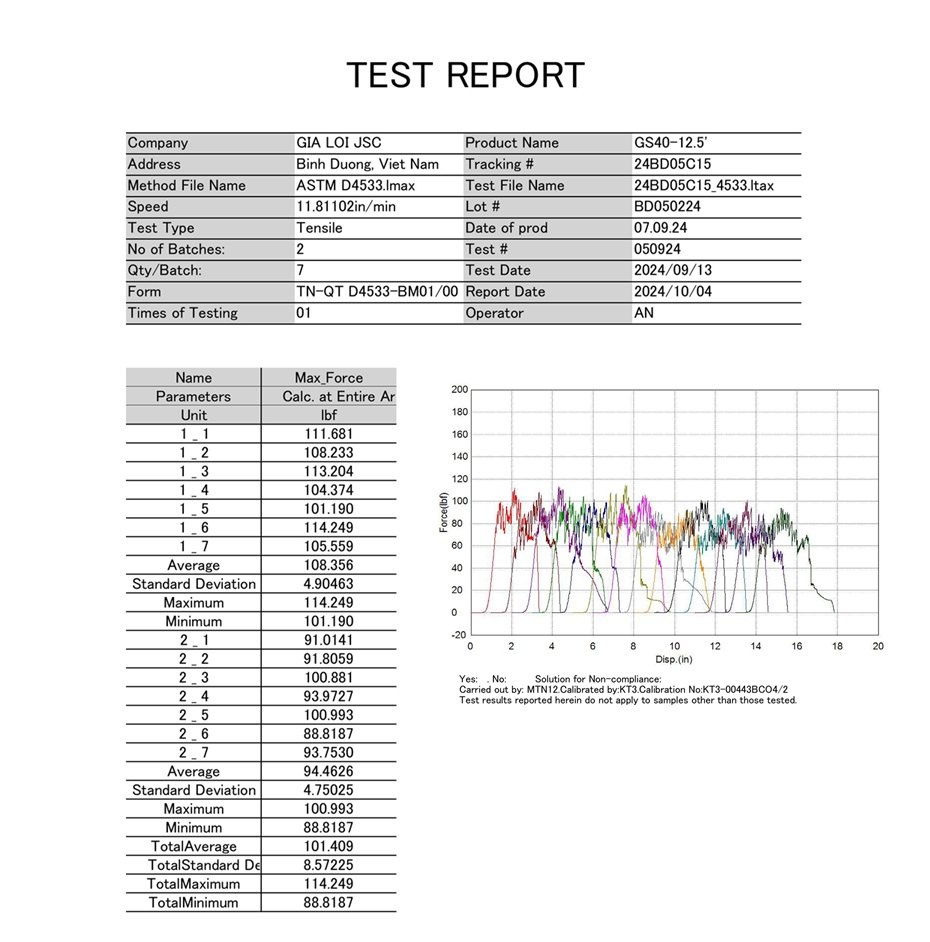 TEST REPORT
Company GIA LOI JSC Product Name GS40-12.5'
Address Binh Duong, Viet Nam Tracking # 24BD05C15
Method File Name ASTM D4533.lmax Test File Name 24BD05C15_4533.ltax
Speed 11.81102in/min Lot # BD050224
Test Type Tensile Date of prod 07.09.24
No of Batches: 2 Test # 050924
Qty/Batch: 7 Test Date 2024/09/13
Form TN-QT D4533-BM01/00 Report Date 2024/10/04
Times of Testing 01 Operator AN
Name Max_Force
Parameters Calc. at Entire Ar
Unit lbf
1 _ 1 111.681
1 _ 2 108.233
1 _ 3 113.204
1 _ 4 104.374
1 _ 5 101.190
1 _ 6 114.249
1 _ 7 105.559
Average 108.356
Standard Deviation 4.90463
Maximum 114.249
Minimum 101.190
2 _ 1 91.0141
2 _ 2 91.8059
2 _ 3 100.881
2 _ 4 93.9727
2 _ 5 100.993
2 _ 6 88.8187
2 _ 7 93.7530
Average 94.4626
Standard Deviation 4.75025
Maximum 100.993
Minimum 88.8187
TotalAverage 101.409
TotalStandard De 8.57225
TotalMaximum 114.249
TotalMinimum 88.8187
200
180
160
140
120
100
80
60
40
20
0
-20
Force(lbf)
0 2 4 6 8 10 12 14 16 18 20
Disp.(in)
Yes: . No: Solution for Non-compliance:
Carried out by: MTN12.Calibrated by:KT3.Calibration No:KT3-00443BCO4/2
Test results reported herein do not apply to samples other than those tested.